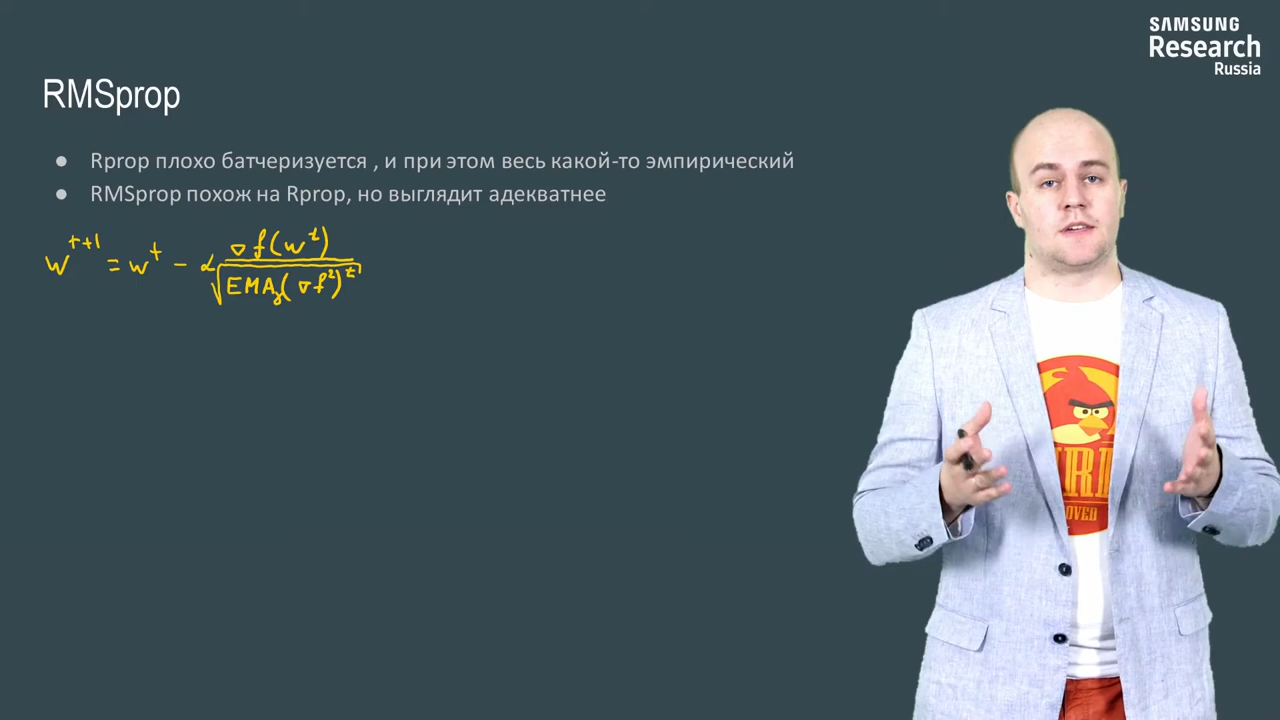 SAMSUNG
Research
Russia
RMSprop
● Rprop плохо батчеризуется , и при этом весь какой-то эмпирический
● RMSprop похож на Rprop, но выглядит адекватнее
w^{t+1} = w^t - α ∇f(w^t) / √(EMA_γ(∇f²)^t)
OVED